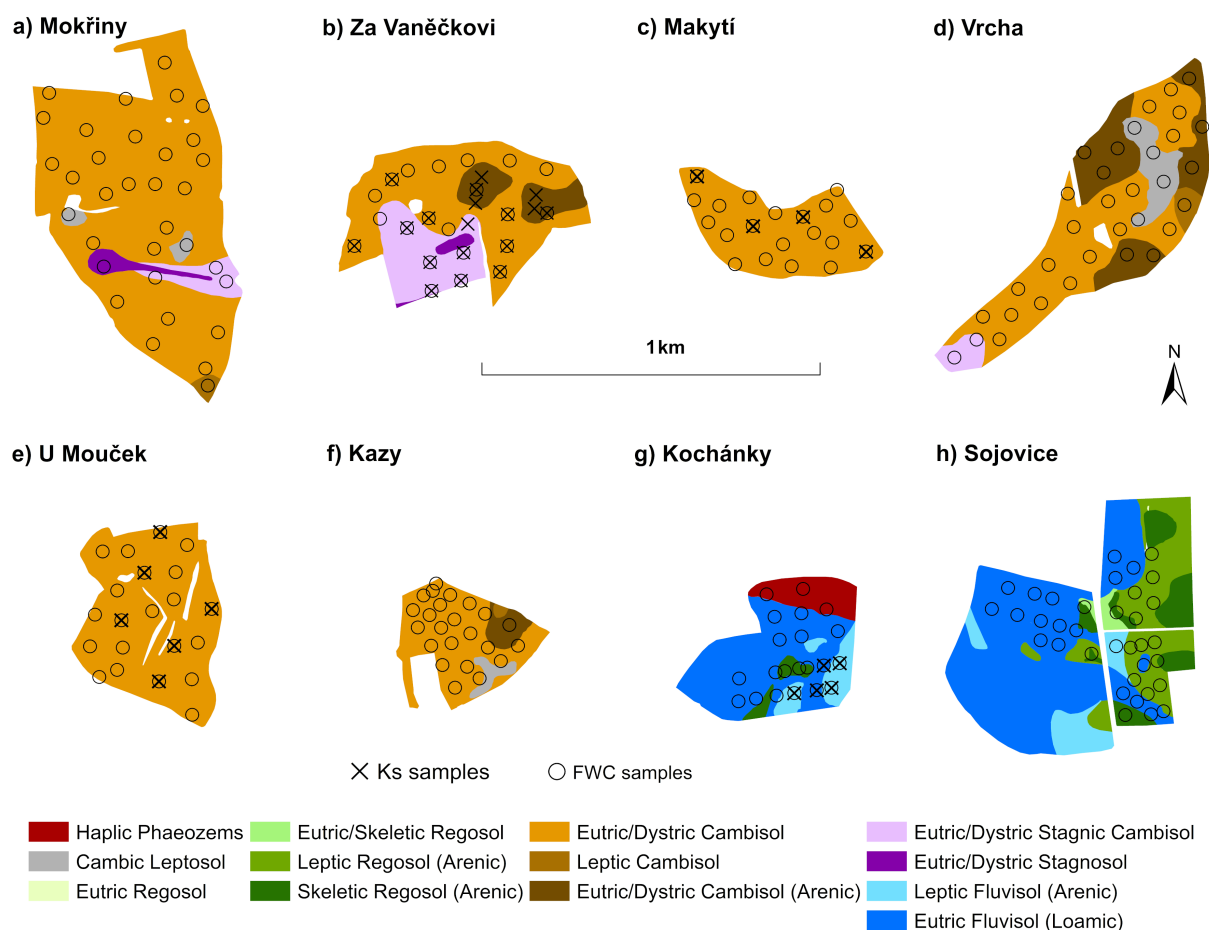 a) Mokřiny
b) Za Vaněčkovi
c) Makytí
d) Vrcha
1 km
N
e) U Mouček
f) Kazy
g) Kochánky
h) Sojovice
Ks samples
FWC samples
Haplic Phaeozems
Eutric/Skeletic Regosol
Eutric/Dystric Cambisol
Eutric/Dystric Stagnic Cambisol
Cambic Leptosol
Leptic Regosol (Arenic)
Leptic Cambisol
Eutric/Dystric Stagnosol
Eutric Regosol
Skeletic Regosol (Arenic)
Eutric/Dystric Cambisol (Arenic)
Leptic Fluvisol (Arenic)
Eutric Fluvisol (Loamic)